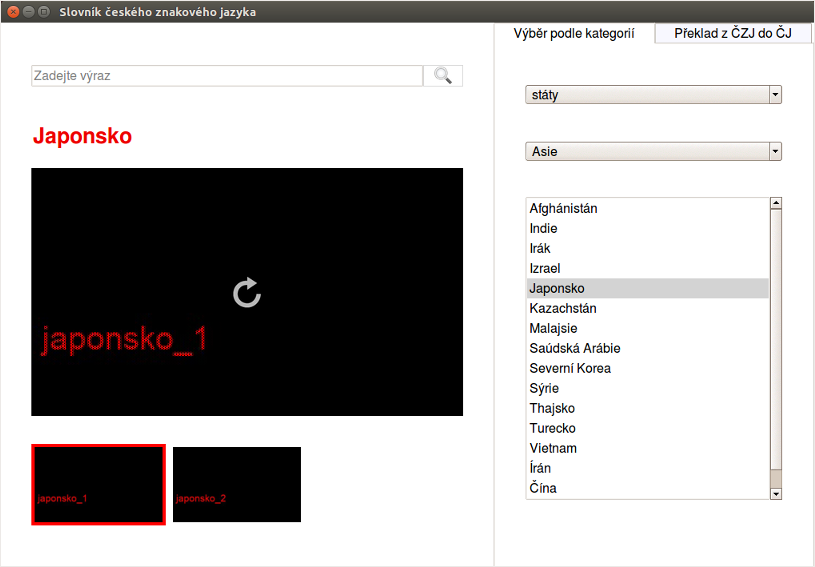 Slovník českého znakového jazyka
Zadejte výraz
Japonsko
japonsko_1
japonsko_1
japonsko_2
Výběr podle kategorií
Překlad z ČZJ do ČJ
státy
Asie
Afghánistán
Indie
Irák
Izrael
Japonsko
Kazachstán
Malajsie
Saúdská Arábie
Severní Korea
Sýrie
Thajsko
Turecko
Vietnam
Írán
Čína